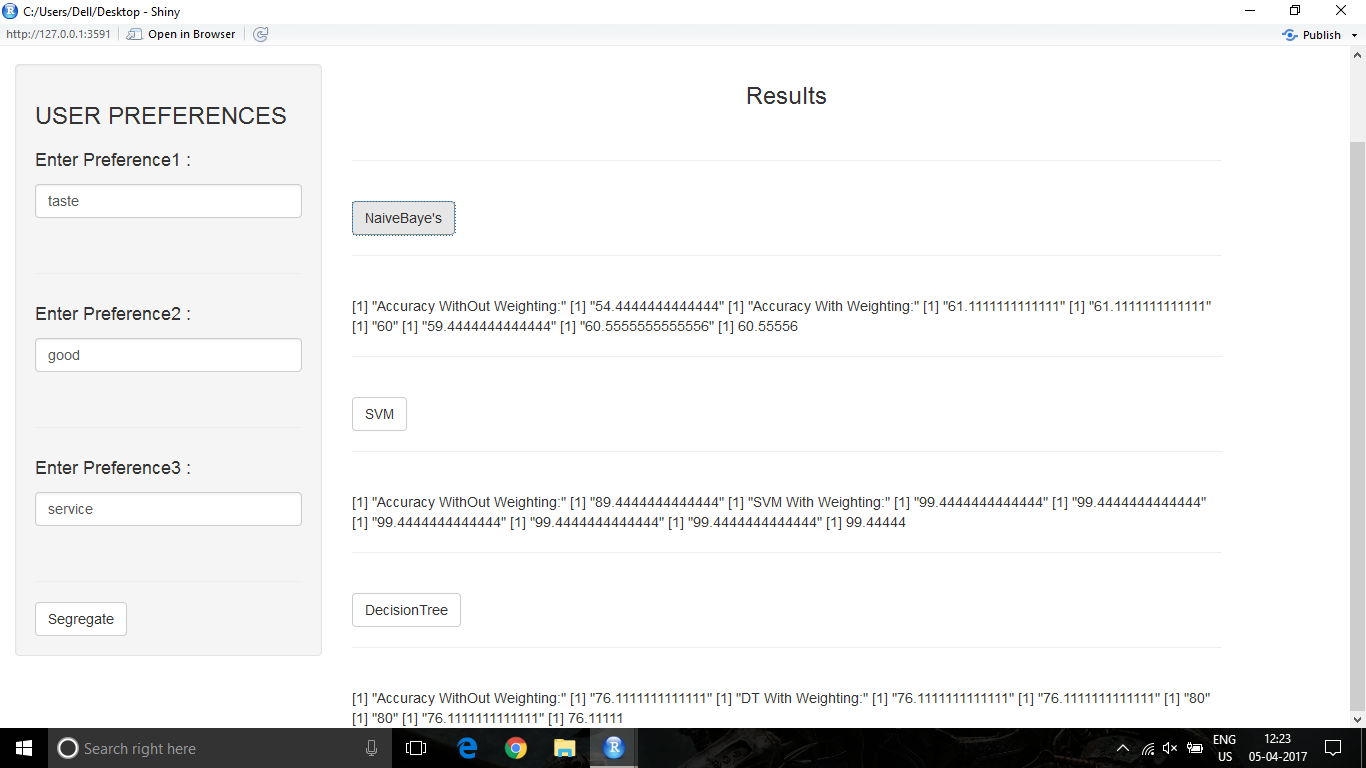 C:/Users/Dell/Desktop - Shiny
http://127.0.0.1:3591
Open in Browser
Publish
USER PREFERENCES
Enter Preference1 :
taste
Enter Preference2 :
good
Enter Preference3 :
service
Segregate
Results
NaiveBaye's
[1] "Accuracy WithOut Weighting:" [1] "54.4444444444444" [1] "Accuracy With Weighting:" [1] "61.1111111111111" [1] "61.1111111111111"
[1] "60" [1] "59.4444444444444" [1] "60.5555555555556" [1] 60.55556
SVM
[1] "Accuracy WithOut Weighting:" [1] "89.4444444444444" [1] "SVM With Weighting:" [1] "99.4444444444444" [1] "99.4444444444444"
[1] "99.4444444444444" [1] "99.4444444444444" [1] "99.4444444444444" [1] 99.44444
DecisionTree
[1] "Accuracy WithOut Weighting:" [1] "76.1111111111111" [1] "DT With Weighting:" [1] "76.1111111111111" [1] "76.1111111111111" [1] "80"
[1] "80" [1] "76.1111111111111" [1] 76.11111
Search right here
ENG
US
12:23
05-04-2017